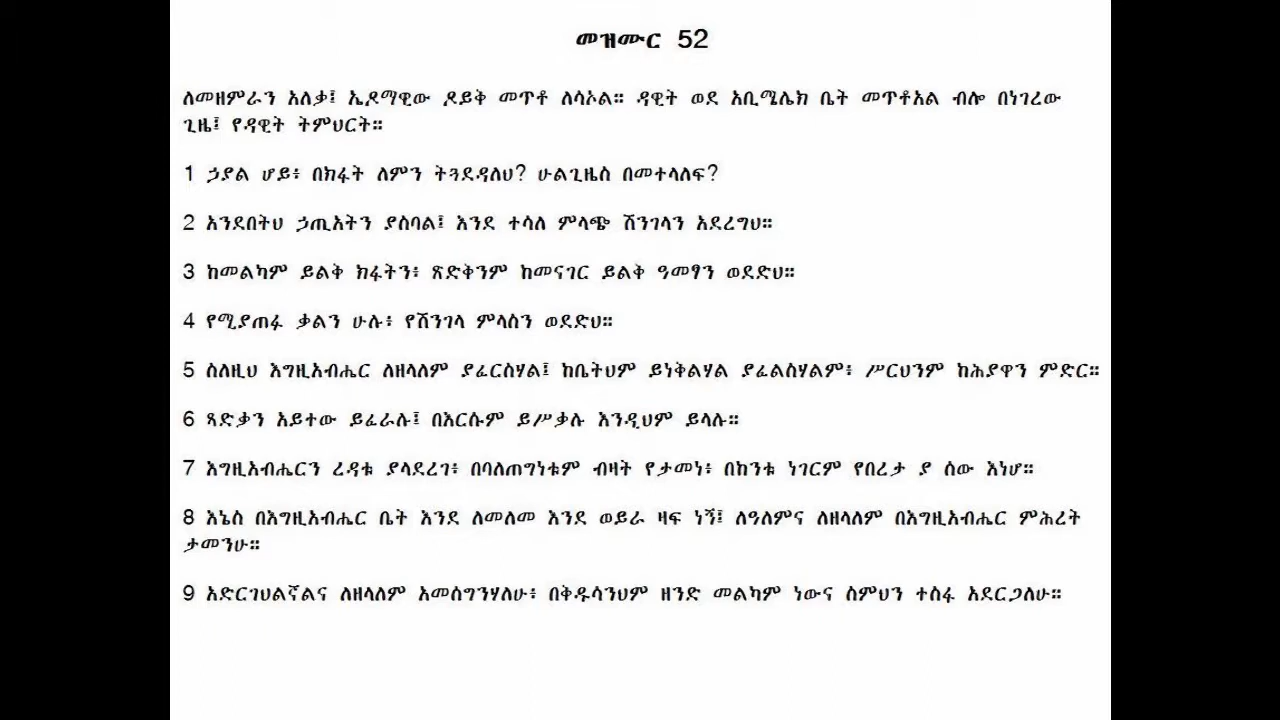 መዝሙር 52
ለመዘምራን አለቃ፤ ኤዶማዊው ዶይቅ መጥቶ ለሳኦል። ዳዊት ወደ አቢሜሌክ ቤት መጥቶአል ብሎ በነገረው
ጊዜ፤ የዳዊት ትምህርት።
1 ኃያል ሆይ፥ በክፋት ለምን ትጓደዳለህ? ሁልጊዜስ በመተላለፍ?
2 አንደበትህ ኃጢአትን ያስባል፤ እንደ ተሳለ ምላጭ ሽንገላን አደረግህ።
3 ከመልካም ይልቅ ክፋትን፥ ጽድቅንም ከመናገር ይልቅ ዓመፃን ወደድህ።
4 የሚያጠፉ ቃልን ሁሉ፥ የሽንገላ ምላስን ወደድህ።
5 ስለዚህ እግዚአብሔር ለዘላለም ያፈርስሃል፤ ከቤትህም ይነቅልሃል ያፈልስሃልም፥ ሥርህንም ከሕያዋን ምድር።
6 ጻድቃን አይተው ይፈራሉ፤ በእርሱም ይሥቃሉ እንዲህም ይላሉ።
7 እግዚአብሔርን ረዳቱ ያላደረገ፥ በባለጠግነቱም ብዛት የታመነ፥ በከንቱ ነገርም የበረታ ያ ሰው እነሆ።
8 እኔስ በእግዚአብሔር ቤት እንደ ለመለመ እንደ ወይራ ዛፍ ነኝ፤ ለዓለምና ለዘላለም በእግዚአብሔር ምሕረት
ታመንሁ።
9 አድርገህልኛልና ለዘላለም አመሰግንሃለሁ፥ በቅዱሳንህም ዘንድ መልካም ነውና ስምህን ተስፋ አደርጋለሁ።